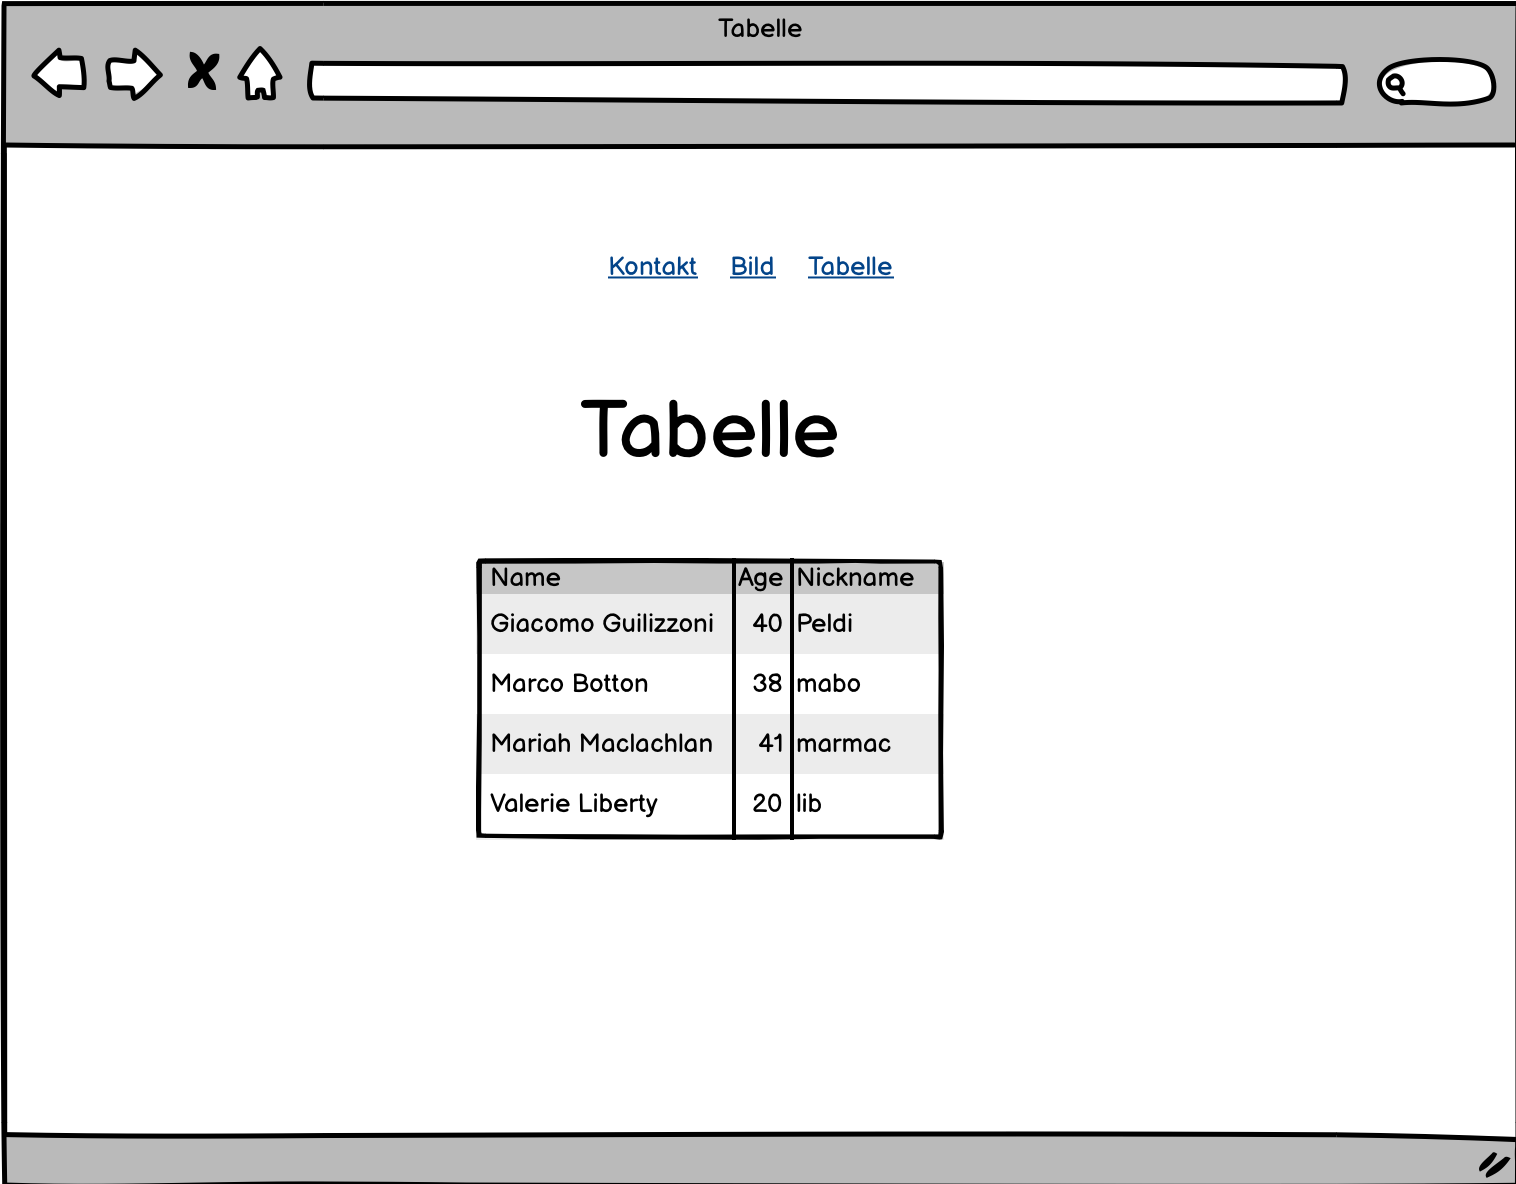 Tabelle
Kontakt Bild Tabelle
Tabelle
Name Age Nickname
Giacomo Guilizzoni 40 Peldi
Marco Botton 38 mabo
Mariah Maclachlan 41 marmac
Valerie Liberty 20 lib